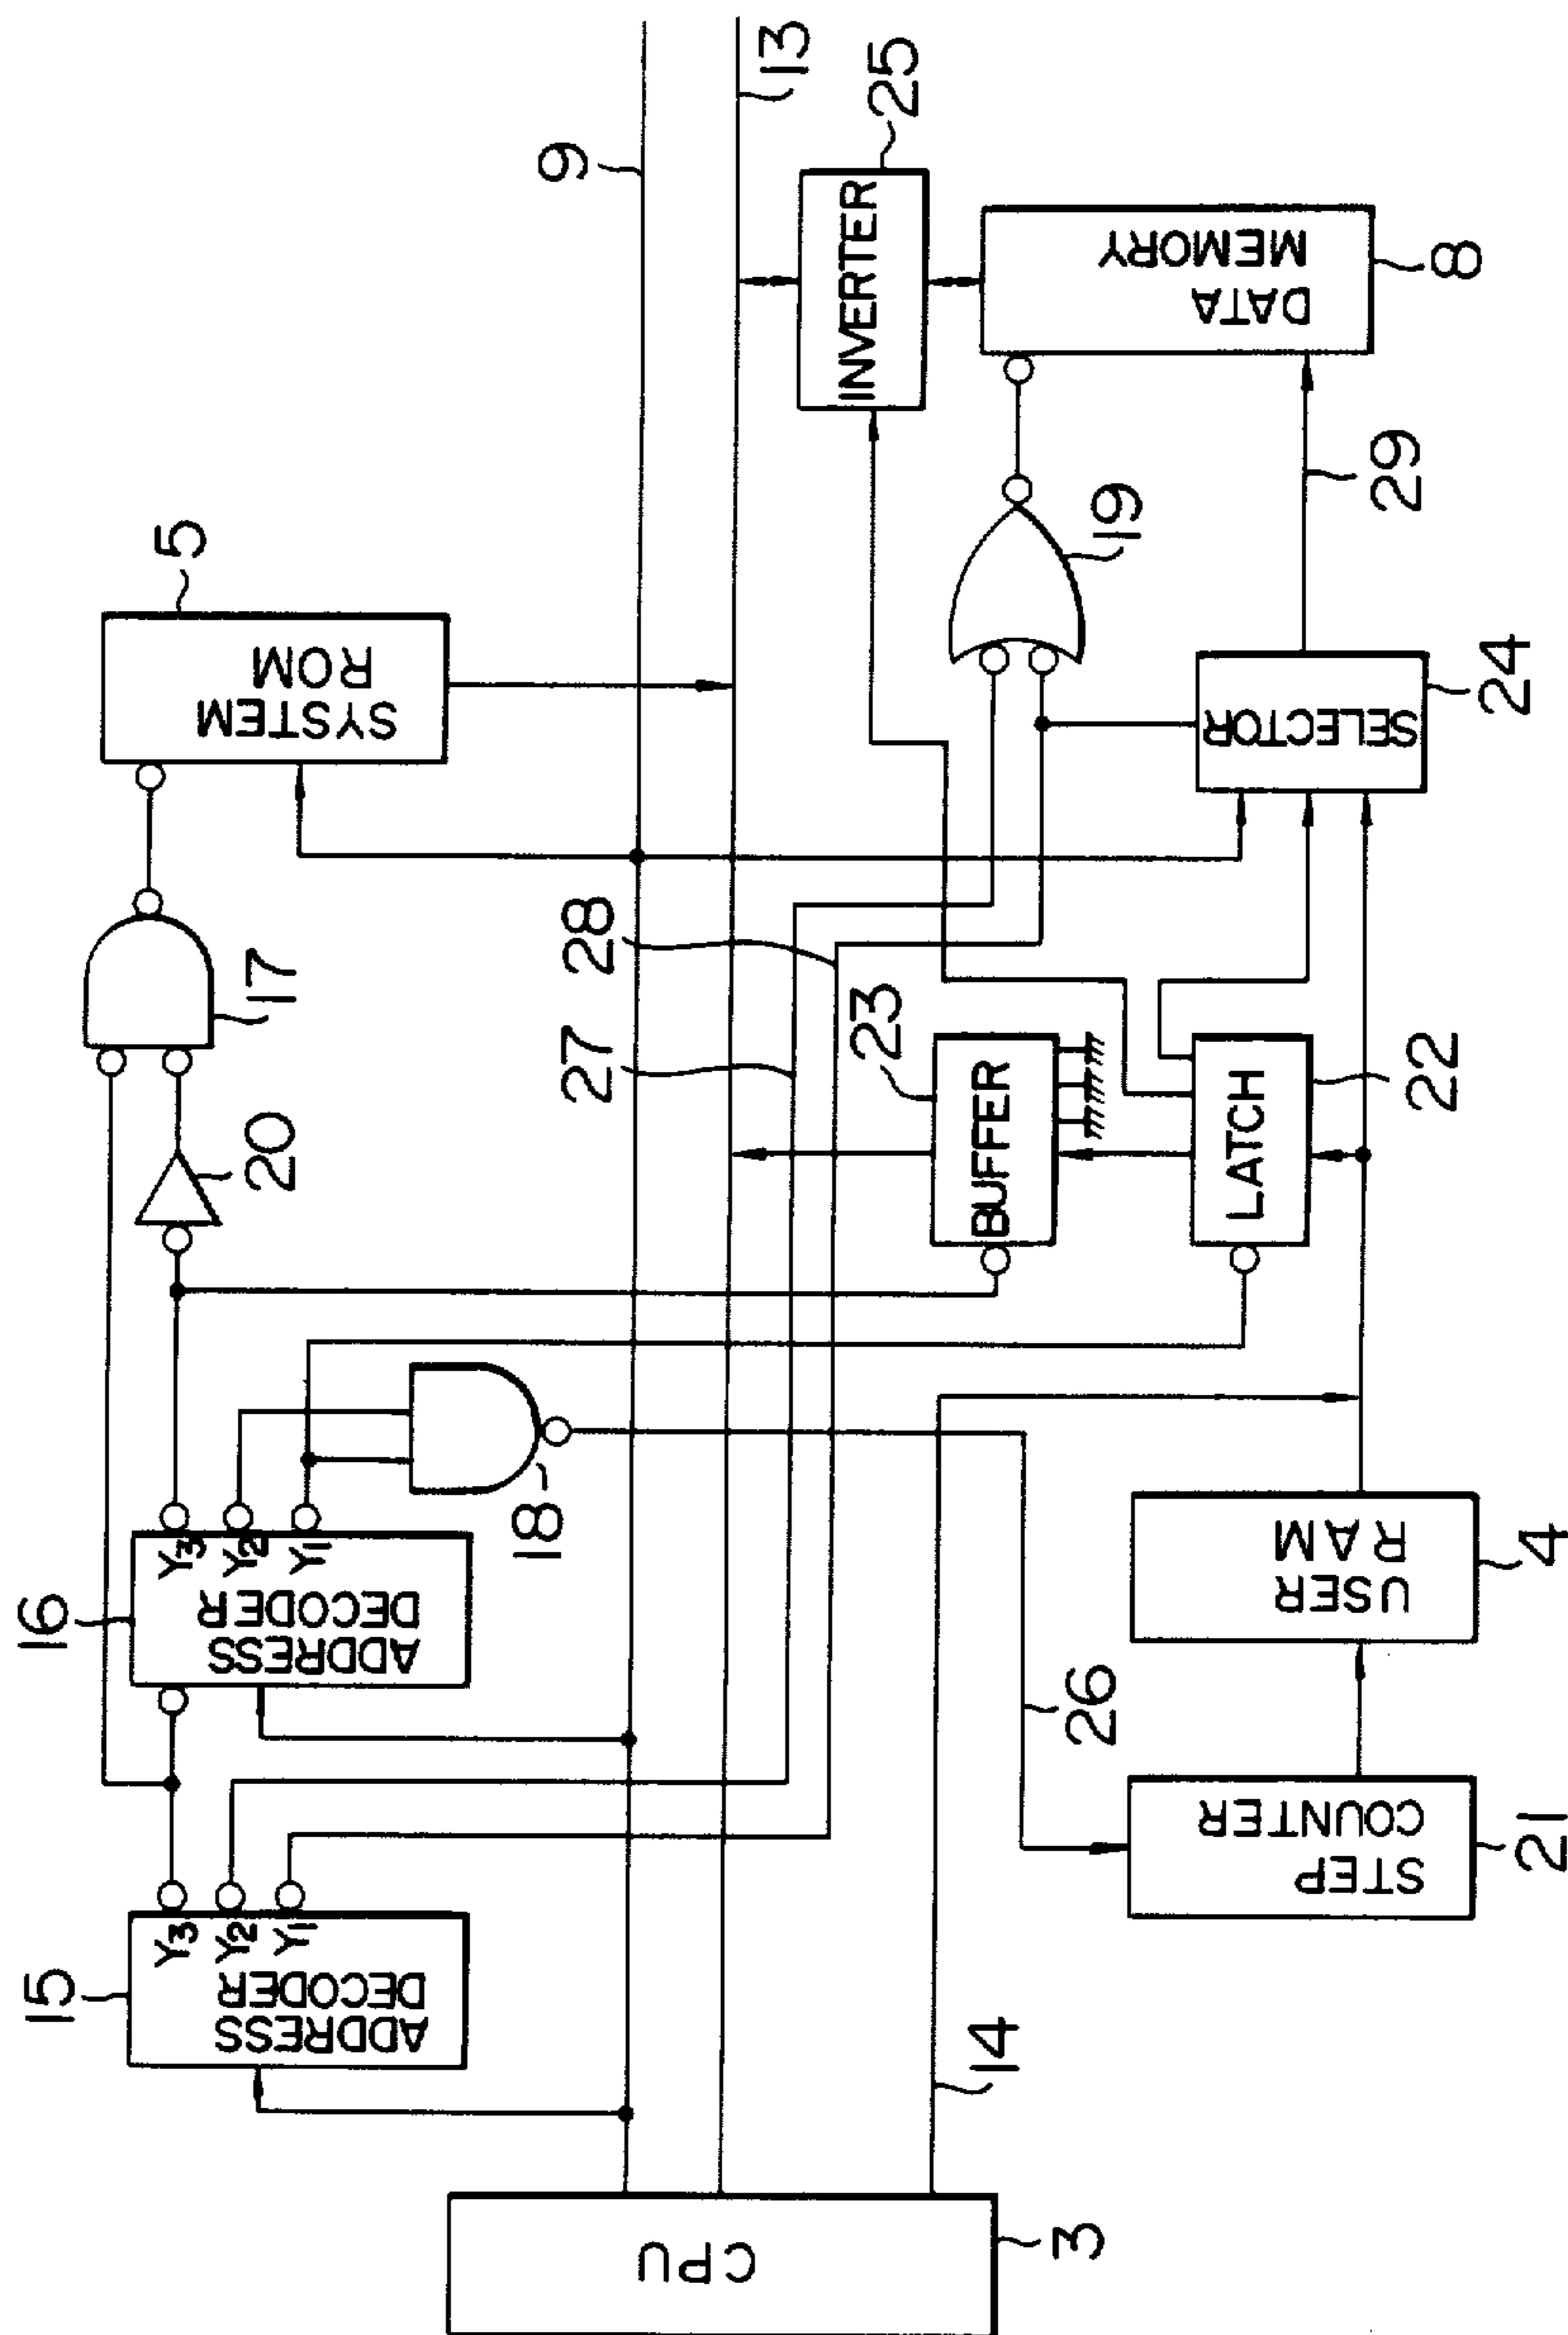 9
13
5
SYSTEM
ROM
17
20
28
27
INVERTER
25
DATA
MEMORY
8
19
29
SELECTOR
24
23
BUFFER
LATCH
22
16
Y3
Y2
Y1
ADDRESS
DECODER
18
15
Y3
Y2
Y1
ADDRESS
DECODER
14
26
USER
RAM
4
STEP
COUNTER
21
CPU
3